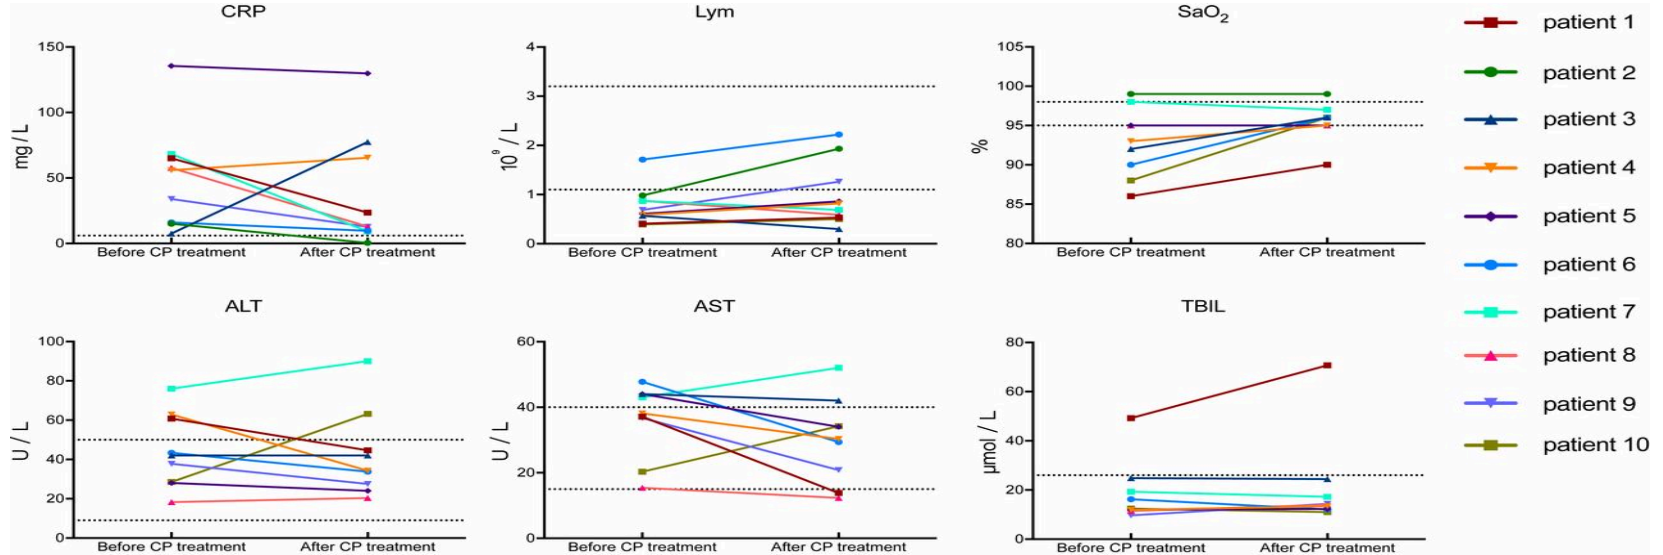 CRP
mg / L
150
100
50
0
Before CP treatment
After CP treatment
Lym
10⁹ / L
4
3
2
1
0
Before CP treatment
After CP treatment
SaO₂
%
105
100
95
90
85
80
Before CP treatment
After CP treatment
ALT
U / L
100
80
60
40
20
0
Before CP treatment
After CP treatment
AST
U / L
60
40
20
0
Before CP treatment
After CP treatment
TBIL
μmol / L
80
60
40
20
0
Before CP treatment
After CP treatment
patient 1
patient 2
patient 3
patient 4
patient 5
patient 6
patient 7
patient 8
patient 9
patient 10